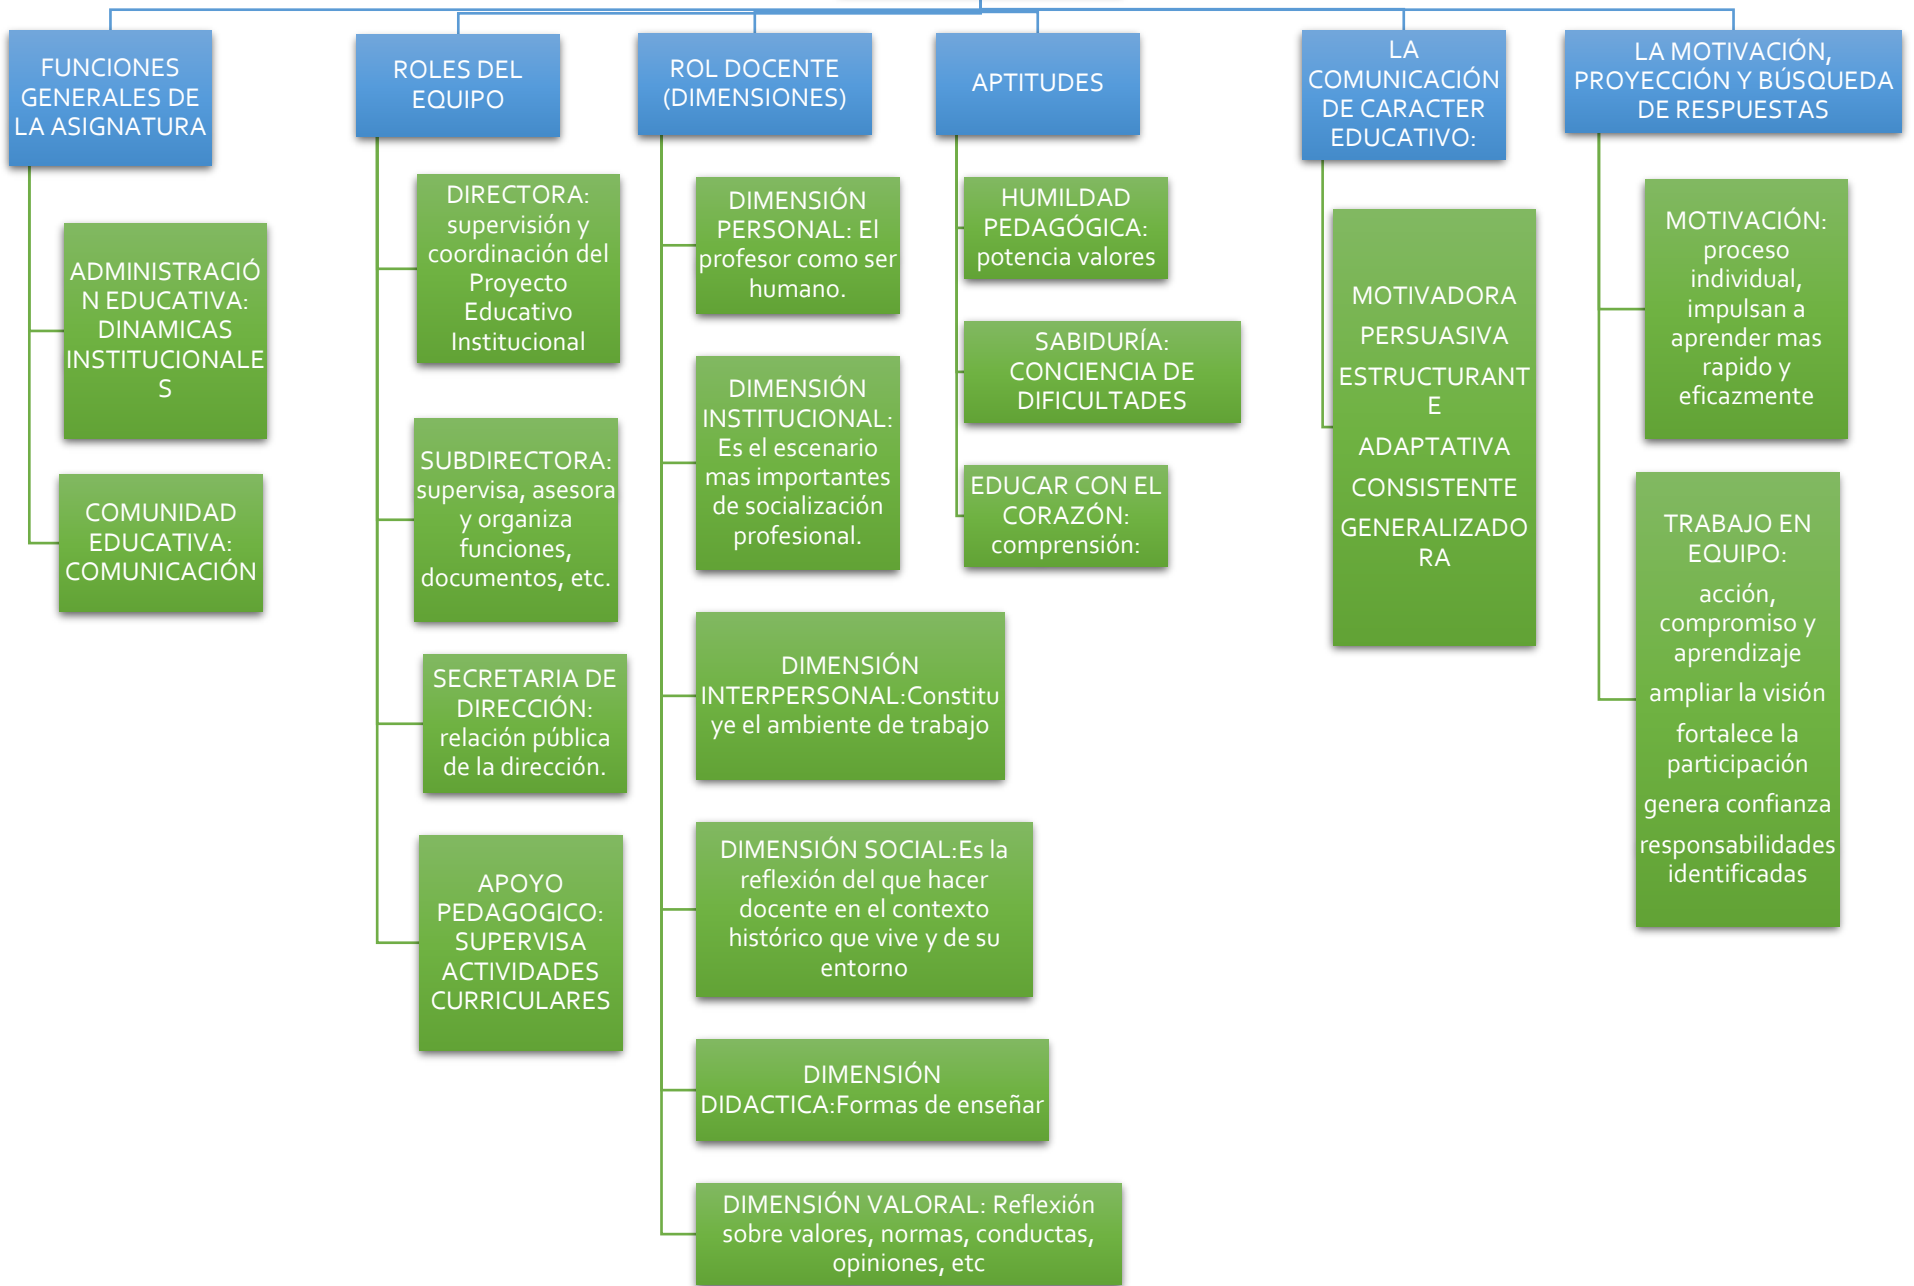 FUNCIONES
GENERALES DE
LA ASIGNATURA
ADMINISTRACIÓ
N EDUCATIVA:
DINAMICAS
INSTITUCIONALE
S
COMUNIDAD
EDUCATIVA:
COMUNICACIÓN
ROLES DEL
EQUIPO
DIRECTORA:
supervisión y
coordinación del
Proyecto
Educativo
Institucional
SUBDIRECTORA:
supervisa, asesora
y organiza
funciones,
documentos, etc.
SECRETARIA DE
DIRECCIÓN:
relación pública
de la dirección.
APOYO
PEDAGOGICO:
SUPERVISA
ACTIVIDADES
CURRICULARES
ROL DOCENTE
(DIMENSIONES)
DIMENSIÓN
PERSONAL: El
profesor como ser
humano.
DIMENSIÓN
INSTITUCIONAL:
Es el escenario
mas importantes
de socialización
profesional.
DIMENSIÓN
INTERPERSONAL:Constitu
ye el ambiente de trabajo
DIMENSIÓN SOCIAL:Es la
reflexión del que hacer
docente en el contexto
histórico que vive y de su
entorno
DIMENSIÓN
DIDACTICA:Formas de enseñar
DIMENSIÓN VALORAL: Reflexión
sobre valores, normas, conductas,
opiniones, etc
APTITUDES
HUMILDAD
PEDAGÓGICA:
potencia valores
SABIDURÍA:
CONCIENCIA DE
DIFICULTADES
EDUCAR CON EL
CORAZÓN:
comprensión:
LA
COMUNICACIÓN
DE CARACTER
EDUCATIVO:
MOTIVADORA
PERSUASIVA
ESTRUCTURANT
E
ADAPTATIVA
CONSISTENTE
GENERALIZADO
RA
LA MOTIVACIÓN,
PROYECCIÓN Y BÚSQUEDA
DE RESPUESTAS
MOTIVACIÓN:
proceso
individual,
impulsan a
aprender mas
rapido y
eficazmente
TRABAJO EN
EQUIPO:
acción,
compromiso y
aprendizaje
ampliar la visión
fortalece la
participación
genera confianza
responsabilidades
identificadas